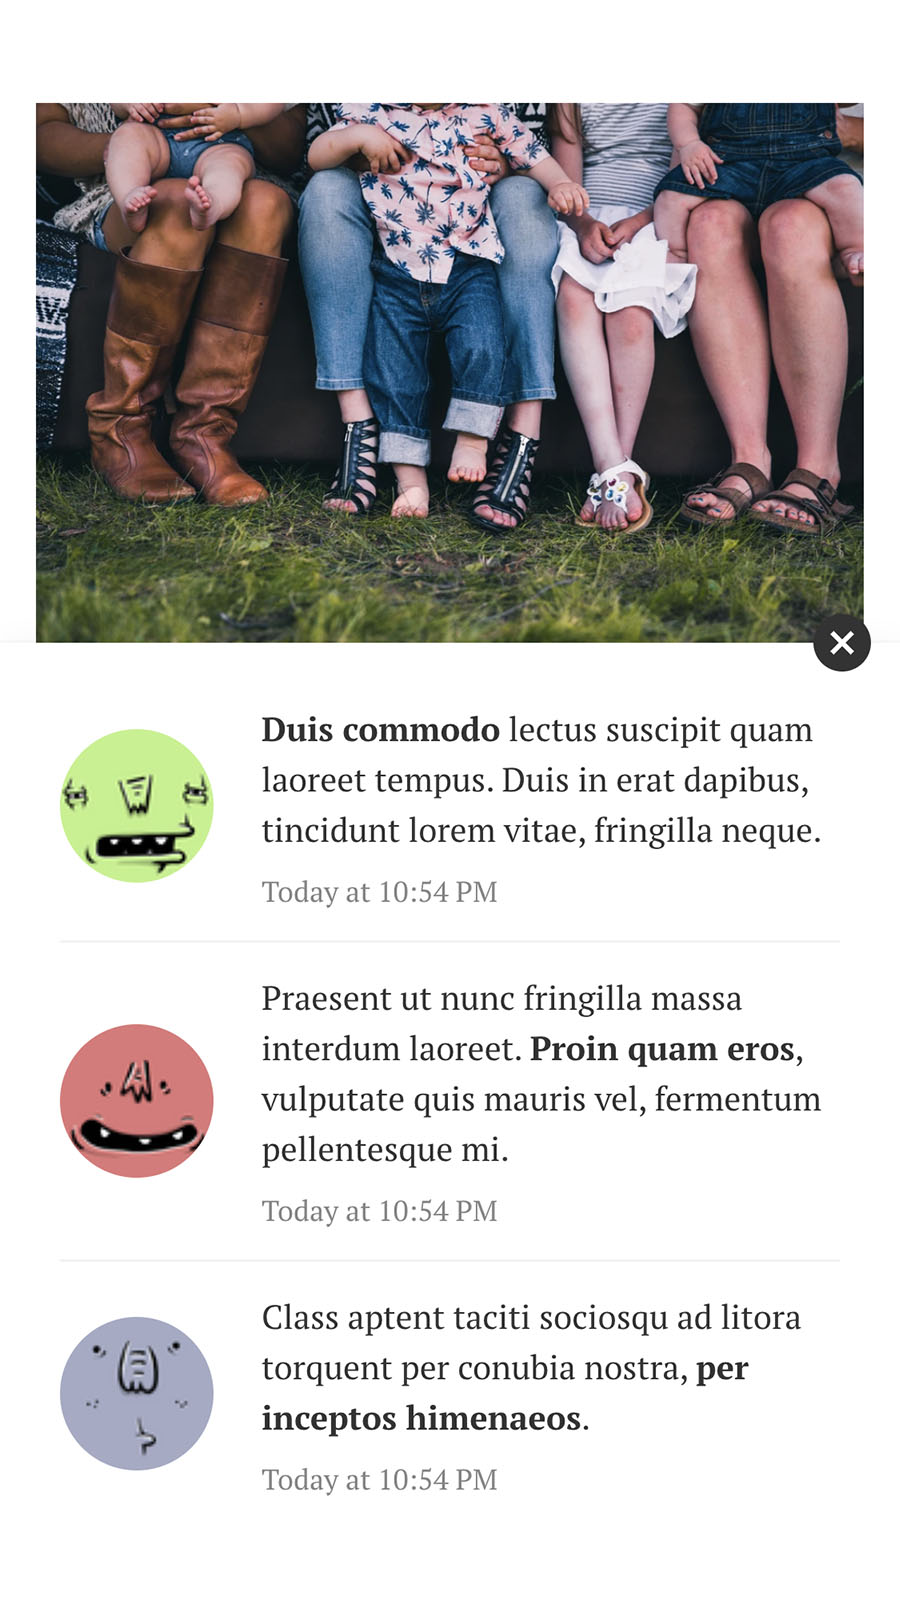 Duis commodo lectus suscipit quam
laoreet tempus. Duis in erat dapibus,
tincidunt lorem vitae, fringilla neque.
Today at 10:54 PM
Praesent ut nunc fringilla massa
interdum laoreet. Proin quam eros,
vulputate quis mauris vel, fermentum
pellentesque mi.
Today at 10:54 PM
Class aptent taciti sociosqu ad litora
torquent per conubia nostra, per
inceptos himenaeos.
Today at 10:54 PM